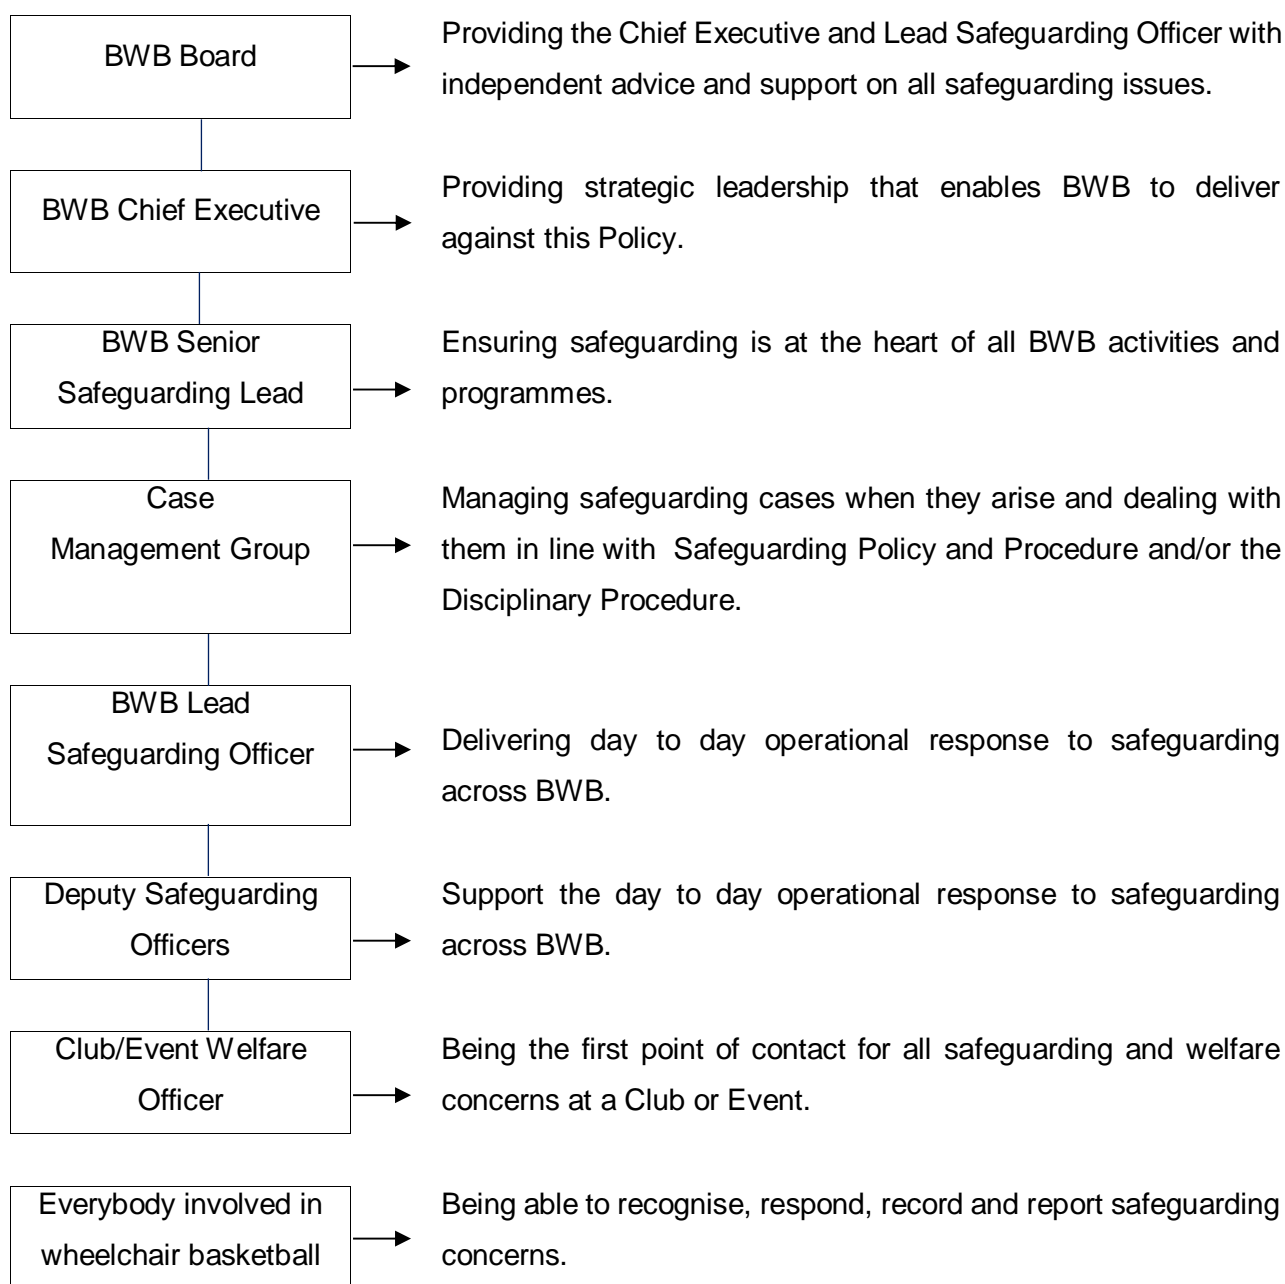 BWB Board
Providing the Chief Executive and Lead Safeguarding Officer with
independent advice and support on all safeguarding issues.
BWB Chief Executive
Providing strategic leadership that enables BWB to deliver
against this Policy.
BWB Senior
Safeguarding Lead
Ensuring safeguarding is at the heart of all BWB activities and
programmes.
Case
Management Group
Managing safeguarding cases when they arise and dealing with
them in line with Safeguarding Policy and Procedure and/or the
Disciplinary Procedure.
BWB Lead
Safeguarding Officer
Delivering day to day operational response to safeguarding
across BWB.
Deputy Safeguarding
Officers
Support the day to day operational response to safeguarding
across BWB.
Club/Event Welfare
Officer
Being the first point of contact for all safeguarding and welfare
concerns at a Club or Event.
Everybody involved in
wheelchair basketball
Being able to recognise, respond, record and report safeguarding
concerns.